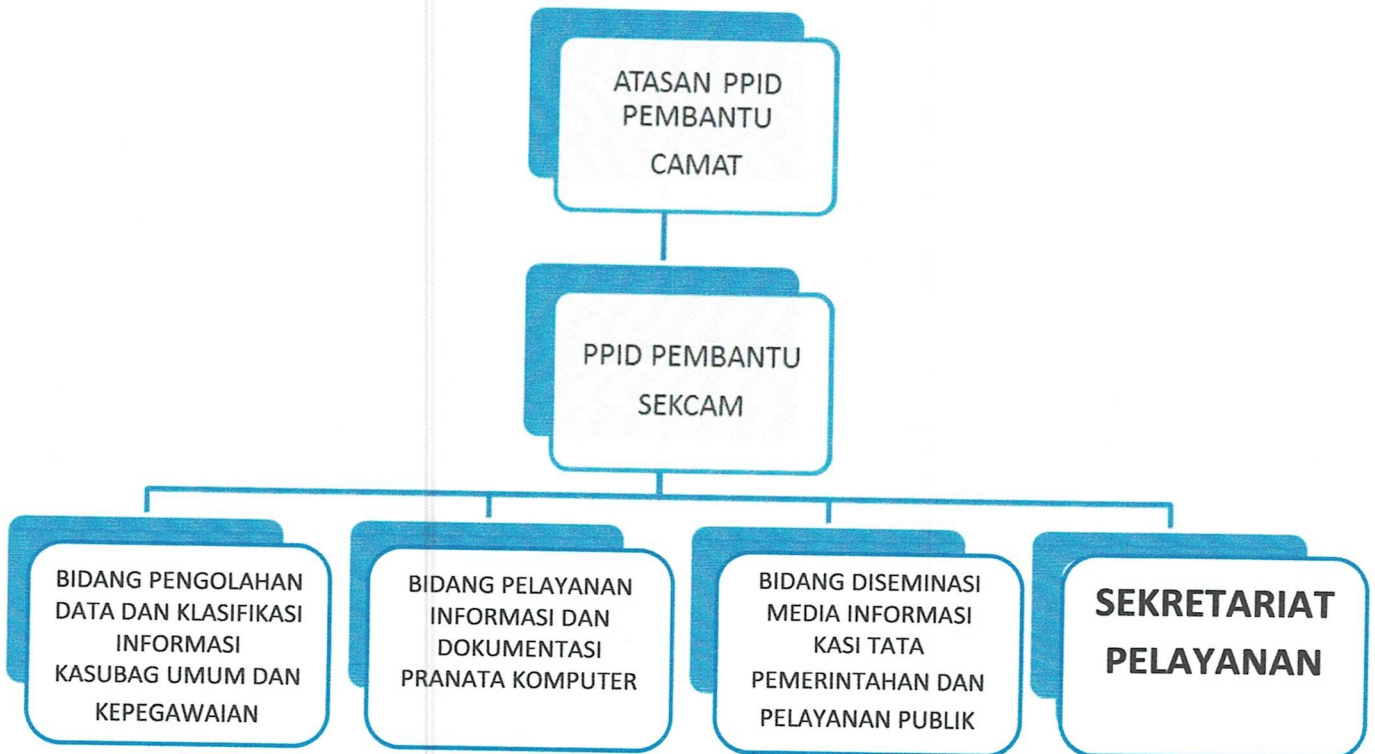 ATASAN PPID
PEMBANTU
CAMAT
PPID PEMBANTU
SEKCAM
BIDANG PENGOLAHAN
DATA DAN KLASIFIKASI
INFORMASI
KASUBAG UMUM DAN
KEPEGAWAIAN
BIDANG PELAYANAN
INFORMASI DAN
DOKUMENTASI
PRANATA KOMPUTER
BIDANG DISEMINASI
MEDIA INFORMASI
KASI TATA
PEMERINTAHAN DAN
PELAYANAN PUBLIK
SEKRETARIAT
PELAYANAN